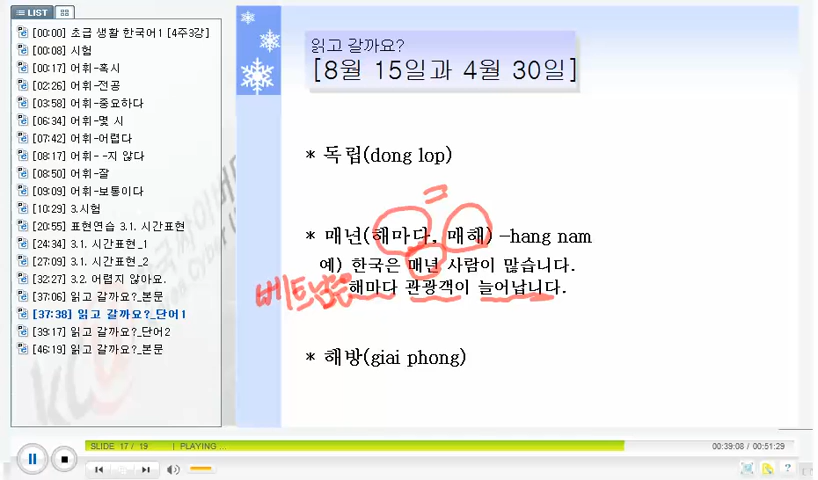 LIST
[00:00] 초급 생활 한국어1 [4주3강]
[00:08] 시험
[00:17] 어휘-혹시
[02:26] 어휘-전공
[03:58] 어휘-중요하다
[06:34] 어휘-몇 시
[07:42] 어휘-어렵다
[08:17] 어휘- -지 않다
[08:50] 어휘-잘
[09:09] 어휘-보통이다
[10:29] 3.시험
[20:55] 표현연습 3.1. 시간표현
[24:34] 3.1. 시간표현_1
[27:09] 3.1. 시간표현_2
[32:27] 3.2. 어렵지 않아요.
[37:06] 읽고 갈까요?_본문
[37:38] 읽고 갈까요?_단어1
[39:17] 읽고 갈까요?_단어2
[46:19] 읽고 갈까요?_본문
읽고 갈까요?
[8월 15일과 4월 30일]
* 독립(dong lop)
* 매년(해마다, 매해) -hang nam
예) 한국은 매년 사람이 많습니다.
베트남은 해마다 관광객이 늘어납니다.
* 해방(giai phong)
SLIDE 17 / 19 | PLAYING ...
00:39:08 / 00:51:29